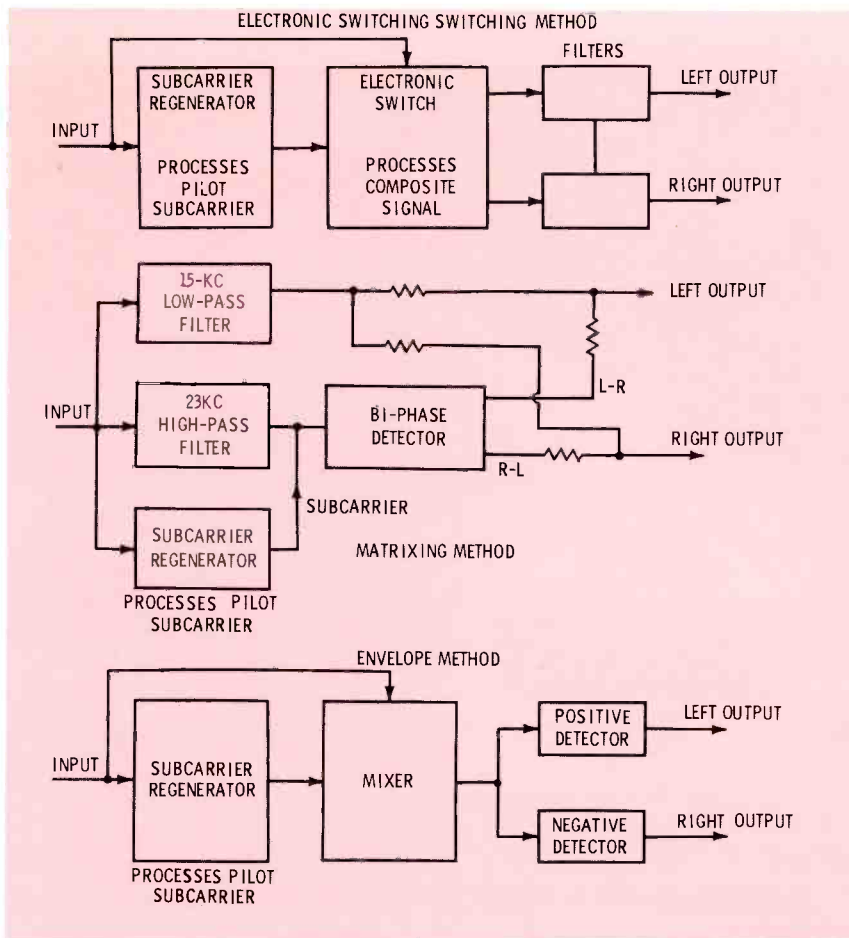 ELECTRONIC SWITCHING SWITCHING METHOD
FILTERS
SUBCARRIER
REGENERATOR
ELECTRONIC
SWITCH
LEFT OUTPUT
INPUT
PROCESSES
PILOT
SUBCARRIER
PROCESSES
COMPOSITE
SIGNAL
RIGHT OUTPUT
15-KC
LOW-PASS
FILTER
LEFT OUTPUT
L-R
INPUT
23KC
HIGH-PASS
FILTER
BI-PHASE
DETECTOR
RIGHT OUTPUT
R-L
SUBCARRIER
SUBCARRIER
REGENERATOR
MATRIXING METHOD
PROCESSES PILOT
SUBCARRIER
ENVELOPE METHOD
POSITIVE
DETECTOR
LEFT OUTPUT
INPUT
SUBCARRIER
REGENERATOR
MIXER
NEGATIVE
DETECTOR
RIGHT OUTPUT
PROCESSES PILOT
SUBCARRIER